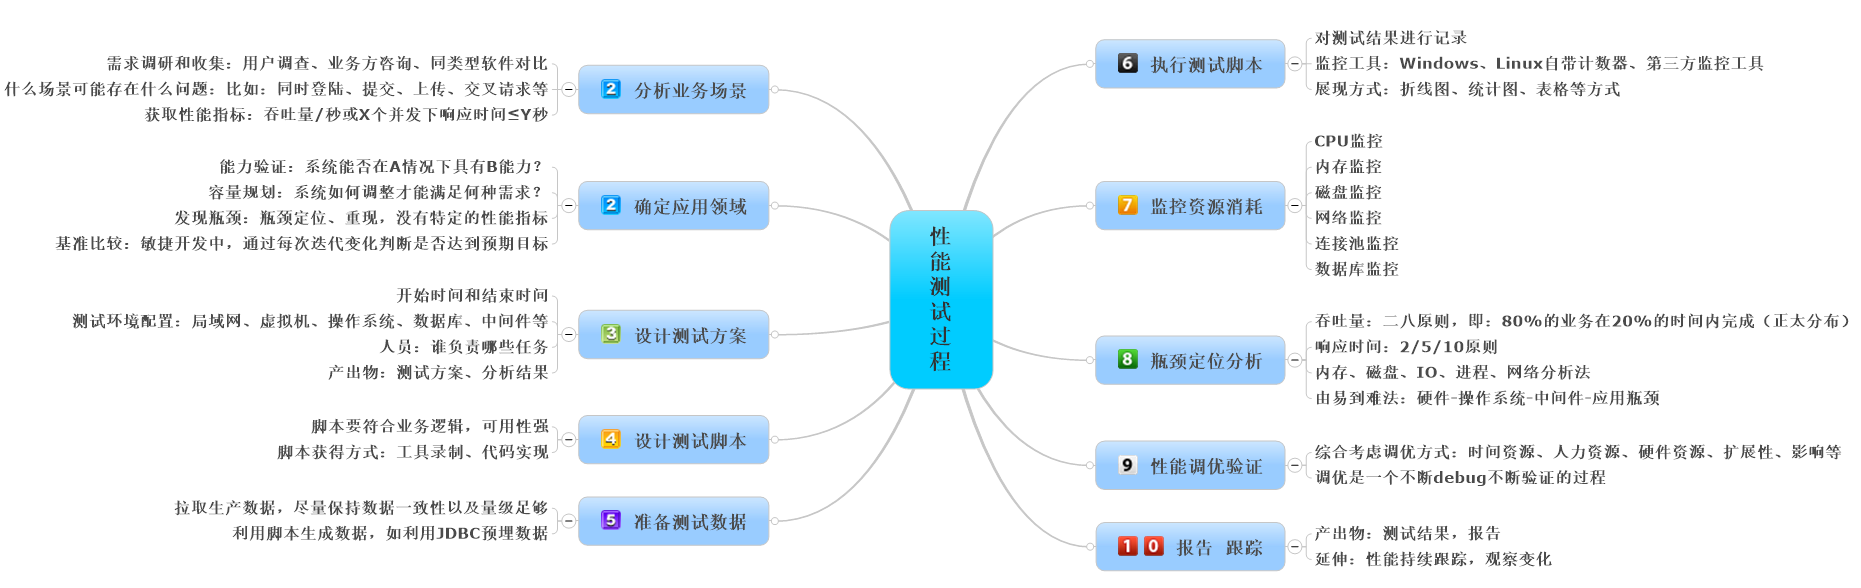 性能测试过程
2 分析业务场景
需求调研和收集：用户调查、业务方咨询、同类型软件对比
什么场景可能存在什么问题：比如：同时登陆、提交、上传、交叉请求等
获取性能指标：吞吐量/秒或X个并发下响应时间≤Y秒
2 确定应用领域
能力验证：系统能否在A情况下具有B能力？
容量规划：系统如何调整才能满足何种需求？
发现瓶颈：瓶颈定位、重现，没有特定的性能指标
基准比较：敏捷开发中，通过每次迭代变化判断是否达到预期目标
3 设计测试方案
开始时间和结束时间
测试环境配置：局域网、虚拟机、操作系统、数据库、中间件等
人员：谁负责哪些任务
产出物：测试方案、分析结果
4 设计测试脚本
脚本要符合业务逻辑，可用性强
脚本获得方式：工具录制、代码实现
5 准备测试数据
拉取生产数据，尽量保持数据一致性以及量级足够
利用脚本生成数据，如利用JDBC预埋数据
6 执行测试脚本
对测试结果进行记录
监控工具：Windows、Linux自带计数器、第三方监控工具
展现方式：折线图、统计图、表格等方式
7 监控资源消耗
CPU监控
内存监控
磁盘监控
网络监控
连接池监控
数据库监控
8 瓶颈定位分析
吞吐量：二八原则，即：80%的业务在20%的时间内完成（正太分布）
响应时间：2/5/10原则
内存、磁盘、IO、进程、网络分析法
由易到难法：硬件-操作系统-中间件-应用瓶颈
9 性能调优验证
综合考虑调优方式：时间资源、人力资源、硬件资源、扩展性、影响等
调优是一个不断debug不断验证的过程
10 报告 跟踪
产出物：测试结果，报告
延伸：性能持续跟踪，观察变化